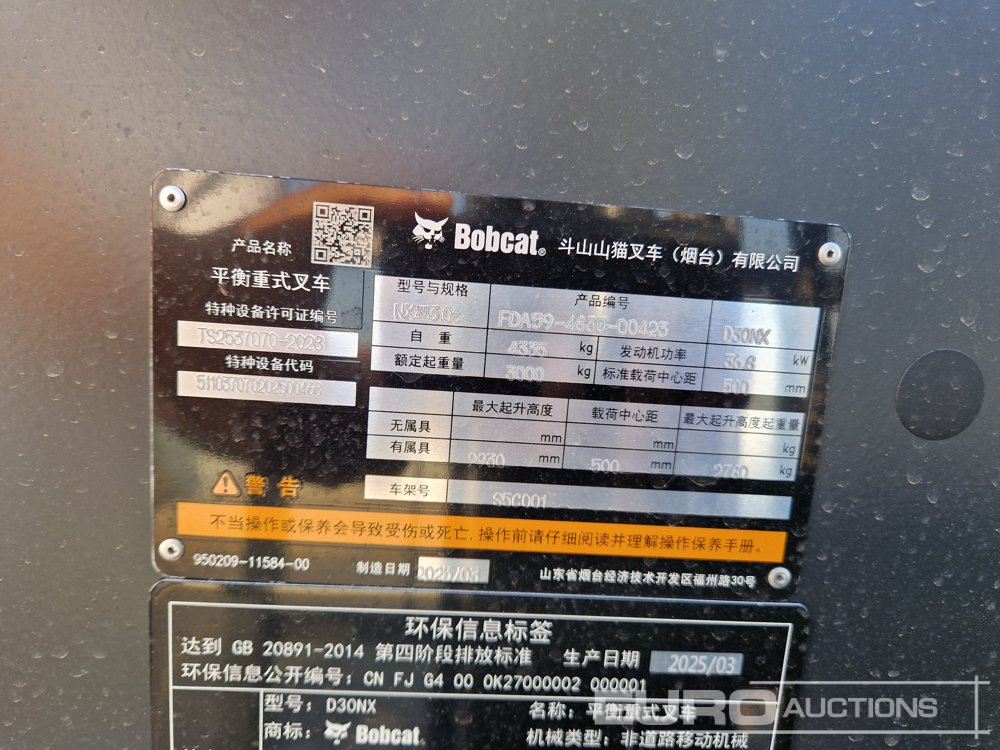 Bobcat® 斗山山猫叉车（烟台）有限公司
产品名称
平衡重式叉车
特种设备许可证编号
TS2537070-2028
特种设备代码
型号与规格 产品编号
FDA59-4830-00423 D30NX
自重 4335 kg 发动机功率 36.8 kW
额定起重量 3000 kg 标准载荷中心距 500 mm
最大起升高度 载荷中心距 最大起升高度起重量
无属具 mm mm kg
有属具 mm 500 mm 2760 kg
车架号 S5C001
警告
不当操作或保养会导致受伤或死亡, 操作前请仔细阅读并理解操作保养手册。
950209-11584-00 制造日期 2025/03 山东省烟台经济技术开发区福州路30号
环保信息标签
达到 GB 20891-2014 第四阶段排放标准 生产日期 2025/03
环保信息公开编号: CN FJ G4 00 0K27000002 000001
型号: D30NX 名称: 平衡重式叉车
商标: Bobcat 机械类型: 非道路移动机械
EURO AUCTIONS